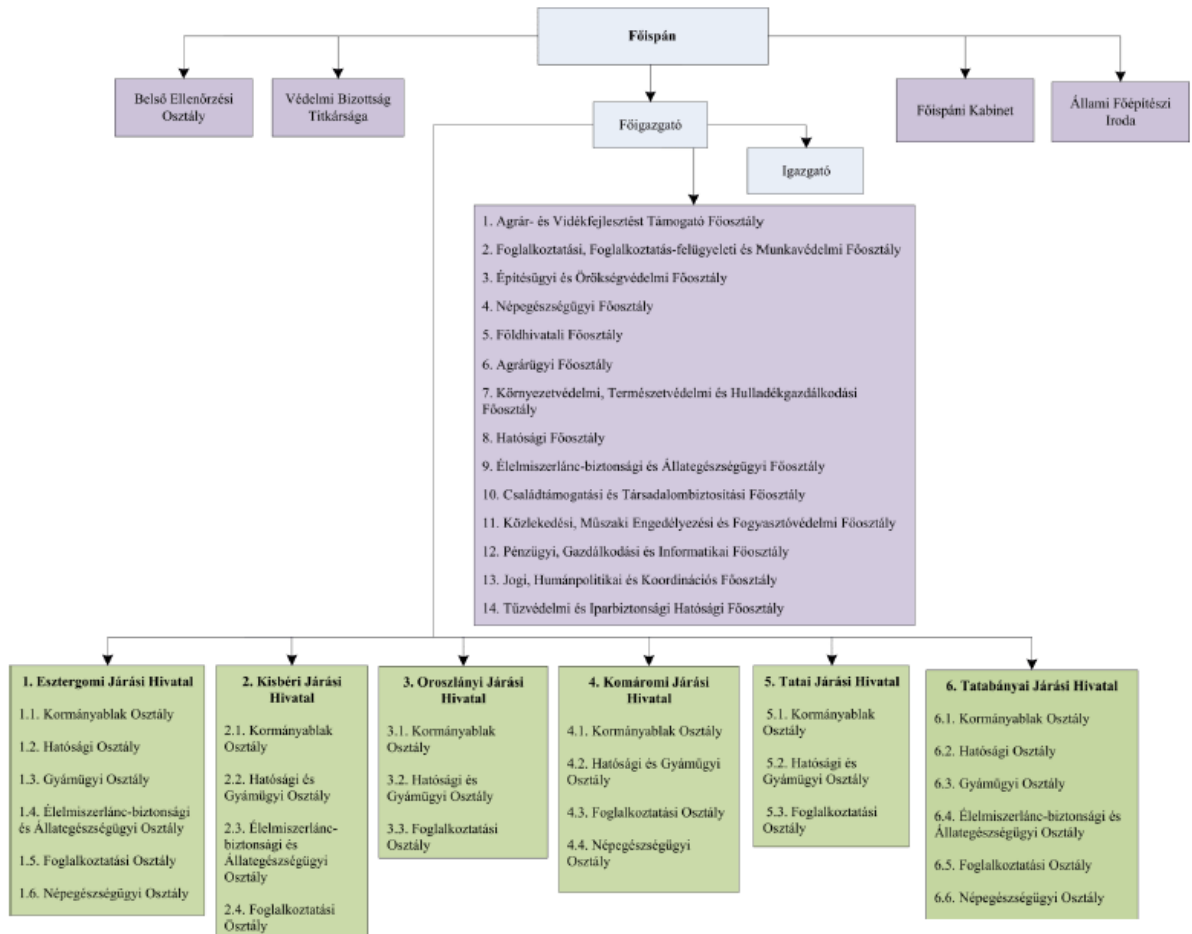 Főispán
Belső Ellenőrzési
Osztály
Védelmi Bizottság
Titkársága
Főispáni Kabinet
Állami Főépítészi
Iroda
Főigazgató
Igazgató
1. Agrár- és Vidékfejlesztést Támogató Főosztály
2. Foglalkoztatási, Foglalkoztatás-felügyeleti és Munkavédelmi Főosztály
3. Építésügyi és Örökségvédelmi Főosztály
4. Népegészségügyi Főosztály
5. Földhivatali Főosztály
6. Agrárügyi Főosztály
7. Környezetvédelmi, Természetvédelmi és Hulladékgazdálkodási
Főosztály
8. Hatósági Főosztály
9. Élelmiszerlánc-biztonsági és Állategészségügyi Főosztály
10. Családtámogatási és Társadalombiztosítási Főosztály
11. Közlekedési, Műszaki Engedélyezési és Fogyasztóvédelmi Főosztály
12. Pénzügyi, Gazdálkodási és Informatikai Főosztály
13. Jogi, Humánpolitikai és Koordinációs Főosztály
14. Tűzvédelmi és Iparbiztonsági Hatósági Főosztály
1. Esztergomi Járási Hivatal
1.1. Kormányablak Osztály
1.2. Hatósági Osztály
1.3. Gyámügyi Osztály
1.4. Élelmiszerlánc-biztonsági
és Állategészségügyi Osztály
1.5. Foglalkoztatási Osztály
1.6. Népegészségügyi Osztály
2. Kisbéri Járási
Hivatal
2.1. Kormányablak
Osztály
2.2. Hatósági és
Gyámügyi Osztály
2.3. Élelmiszerlánc-
biztonsági és
Állategészségügyi
Osztály
2.4. Foglalkoztatási
Osztály
3. Oroszlányi Járási
Hivatal
3.1. Kormányablak
Osztály
3.2. Hatósági és
Gyámügyi Osztály
3.3. Foglalkoztatási
Osztály
4. Komáromi Járási
Hivatal
4.1. Kormányablak Osztály
4.2. Hatósági és Gyámügyi
Osztály
4.3. Foglalkoztatási Osztály
4.4. Népegészségügyi
Osztály
5. Tatai Járási Hivatal
5.1. Kormányablak
Osztály
5.2. Hatósági és
Gyámügyi Osztály
5.3. Foglalkoztatási
Osztály
6. Tatabányai Járási Hivatal
6.1. Kormányablak Osztály
6.2. Hatósági Osztály
6.3. Gyámügyi Osztály
6.4. Élelmiszerlánc-biztonsági és
Állategészségügyi Osztály
6.5. Foglalkoztatási Osztály
6.6. Népegészségügyi Osztály